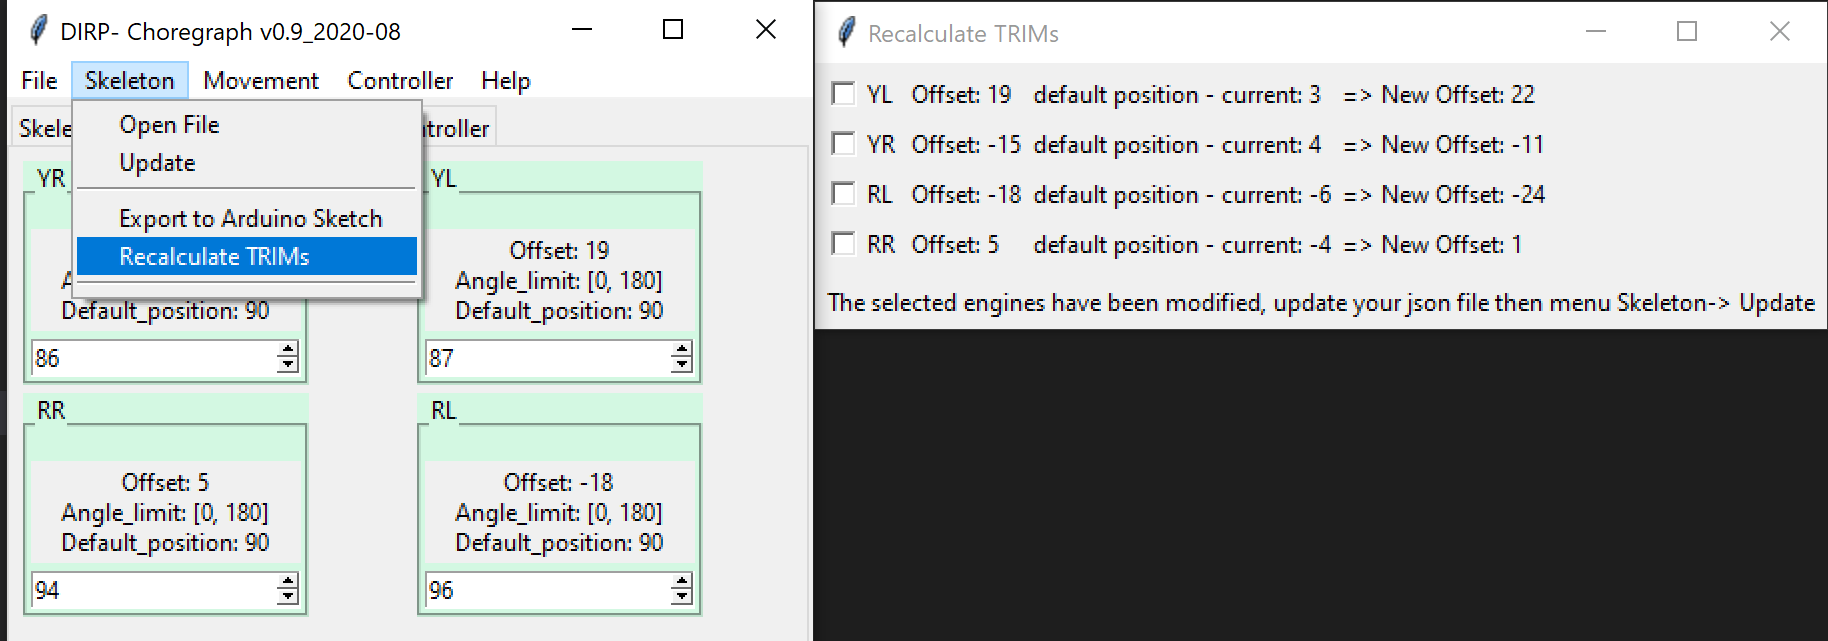 DIRP- Choregraph v0.9_2020-08
File Skeleton Movement Controller Help
Open File
Update
Export to Arduino Sketch
Recalculate TRIMs
YR
Default_position: 90
86
YL
Offset: 19
Angle_limit: [0, 180]
Default_position: 90
87
RR
Offset: 5
Angle_limit: [0, 180]
Default_position: 90
94
RL
Offset: -18
Angle_limit: [0, 180]
Default_position: 90
96
Recalculate TRIMs
YL Offset: 19 default position - current: 3 => New Offset: 22
YR Offset: -15 default position - current: 4 => New Offset: -11
RL Offset: -18 default position - current: -6 => New Offset: -24
RR Offset: 5 default position - current: -4 => New Offset: 1
The selected engines have been modified, update your json file then menu Skeleton-> Update